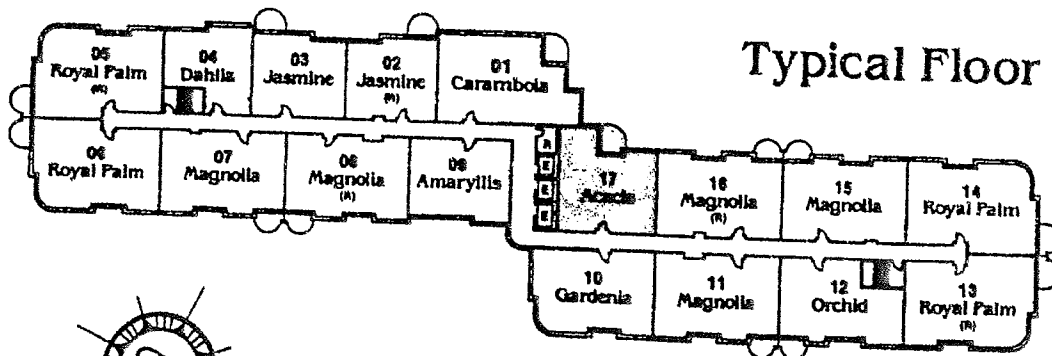 Typical Floor
05
Royal Palm
(R)
04
Dahlia
03
Jasmine
02
Jasmine
(R)
01
Carambola
06
Royal Palm
07
Magnolia
08
Magnolia
(R)
09
Amaryllis
17
Acacia
16
Magnolia
(R)
15
Magnolia
14
Royal Palm
10
Gardenia
11
Magnolia
12
Orchid
13
Royal Palm
(R)